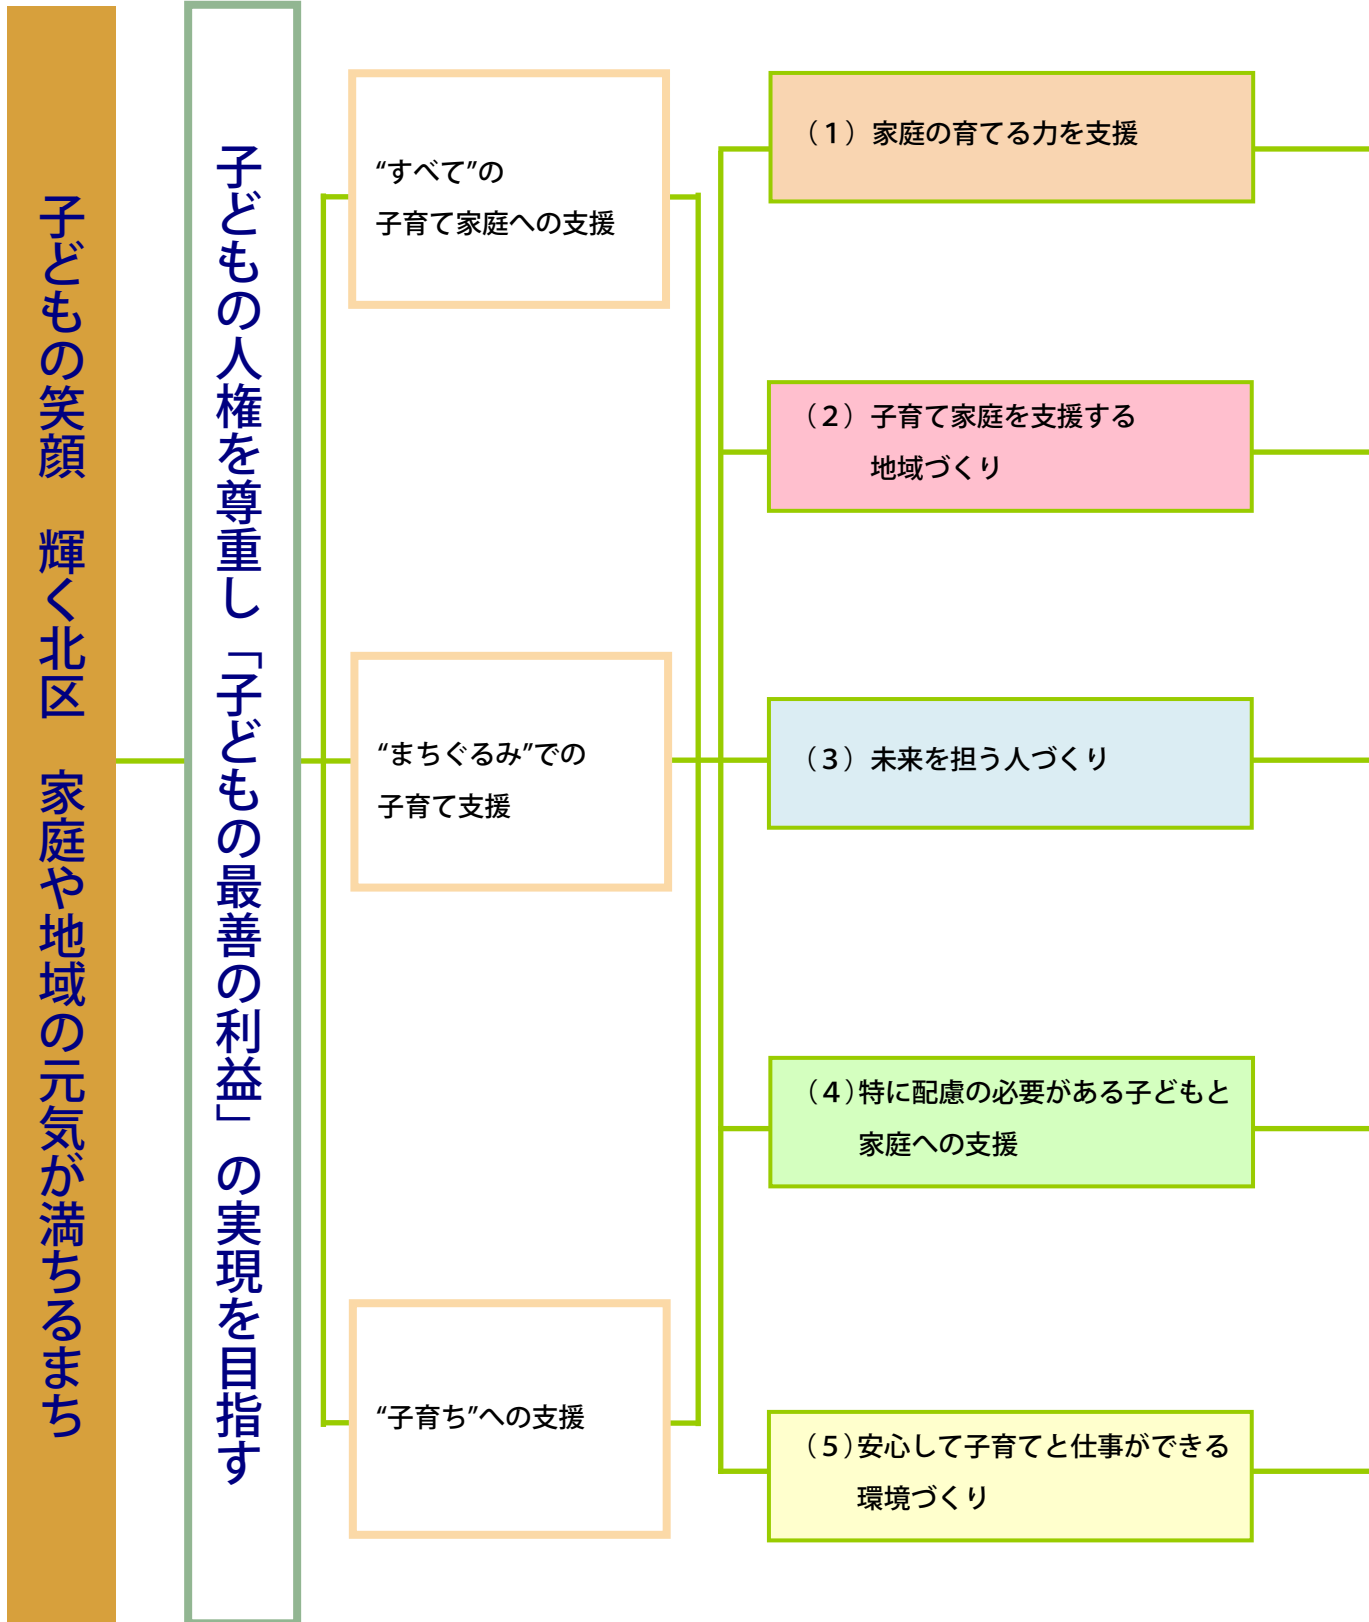 子どもの笑顔　輝く北区　家庭や地域の元気が満ちるまち
子どもの人権を尊重し「子どもの最善の利益」の実現を目指す
“すべて”の
子育て家庭への支援
“まちぐるみ”での
子育て支援
“子育ち”への支援
（１）家庭の育てる力を支援
（２）子育て家庭を支援する
地域づくり
（３）未来を担う人づくり
（４）特に配慮の必要がある子どもと
家庭への支援
（５）安心して子育てと仕事ができる
環境づくり